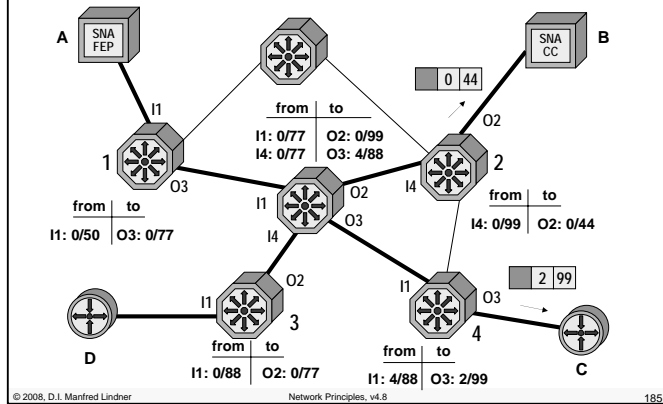 A
SNA
FEP
SNA
CC
B
0 44
from to
I1: 0/77 O2: 0/99
I4: 0/77 O3: 4/88
I1
O2
1
O3
2
I4
O2
I1
O3
I4
from to
I1: 0/50 O3: 0/77
from to
I4: 0/99 O2: 0/44
2 99
O2
I1
3
I1
O3
4
D
C
from to
I1: 0/88 O2: 0/77
from to
I1: 4/88 O3: 2/99
© 2008, D.I. Manfred Lindner Network Principles, v4.8 185